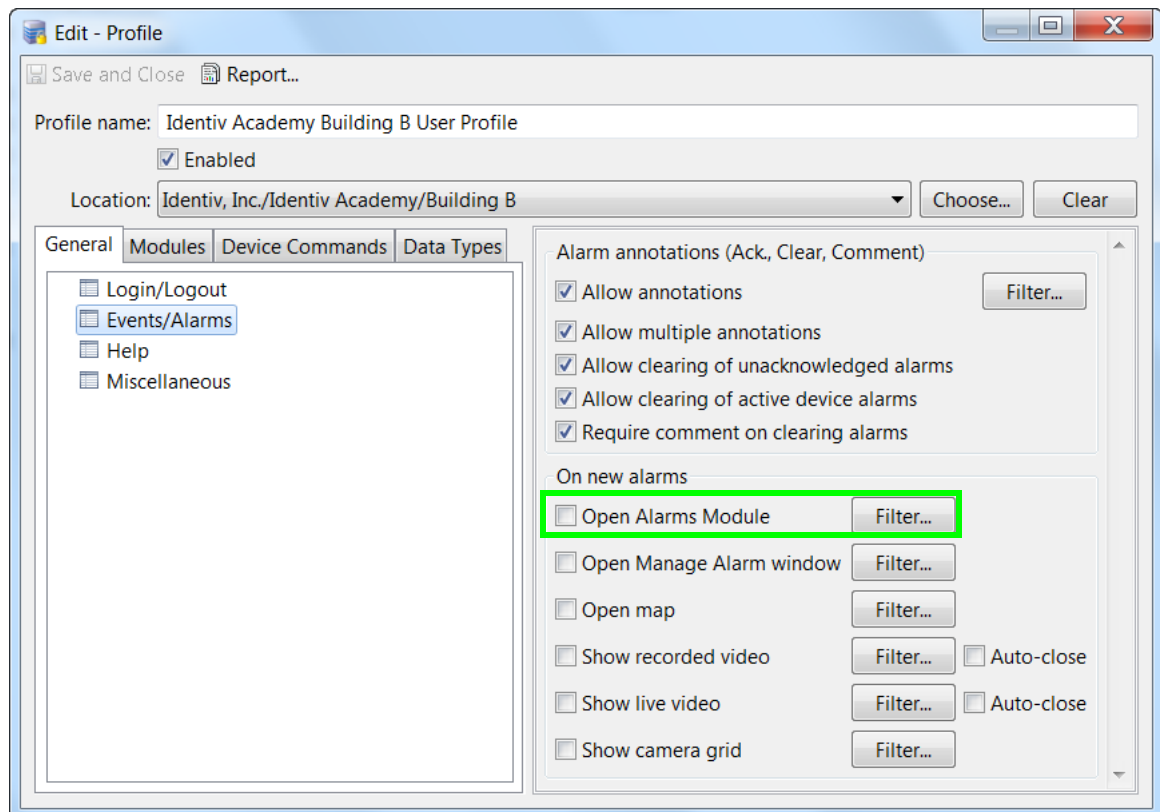 Edit - Profile
Save and Close Report...
Profile name: Identiv Academy Building B User Profile
Enabled
Location: Identiv, Inc./Identiv Academy/Building B Choose... Clear
General Modules Device Commands Data Types
Login/Logout
Events/Alarms
Help
Miscellaneous
Alarm annotations (Ack., Clear, Comment)
Allow annotations Filter...
Allow multiple annotations
Allow clearing of unacknowledged alarms
Allow clearing of active device alarms
Require comment on clearing alarms
On new alarms
Open Alarms Module Filter...
Open Manage Alarm window Filter...
Open map Filter...
Show recorded video Filter... Auto-close
Show live video Filter... Auto-close
Show camera grid Filter...